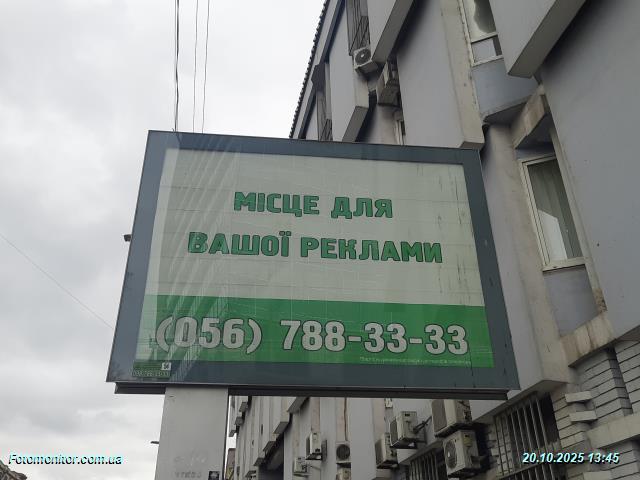 МІСЦЕ ДЛЯ
ВАШОЇ РЕКЛАМИ
(056) 788-33-33
Fotomonitor.com.ua
20.10.2025 13:45